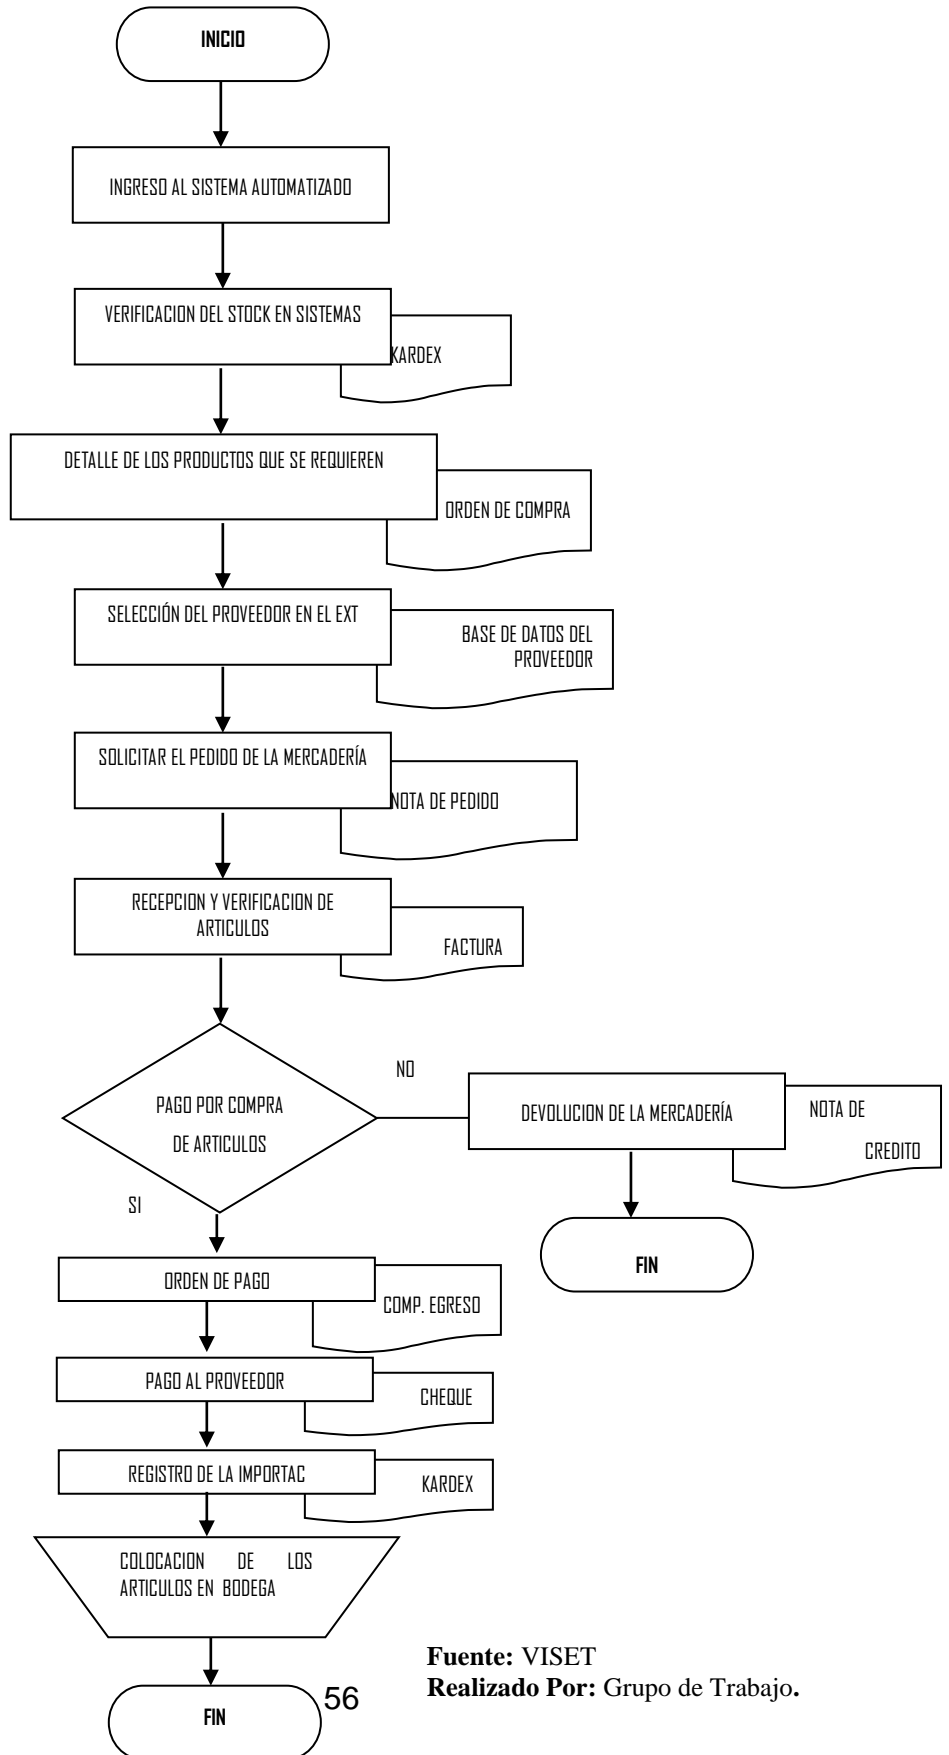 INICIO
INGRESO AL SISTEMA AUTOMATIZADO
VERIFICACION DEL STOCK EN SISTEMAS
KARDEX
DETALLE DE LOS PRODUCTOS QUE SE REQUIEREN
ORDEN DE COMPRA
SELECCIÓN DEL PROVEEDOR EN EL EXT
BASE DE DATOS DEL
PROVEEDOR
SOLICITAR EL PEDIDO DE LA MERCADERÍA
NOTA DE PEDIDO
RECEPCION Y VERIFICACION DE
ARTICULOS
FACTURA
PAGO POR COMPRA
DE ARTICULOS
NO
DEVOLUCION DE LA MERCADERÍA
NOTA DE
CREDITO
FIN
SI
ORDEN DE PAGO
COMP. EGRESO
PAGO AL PROVEEDOR
CHEQUE
REGISTRO DE LA IMPORTAC
KARDEX
COLOCACION DE LOS
ARTICULOS EN BODEGA
FIN
56
Fuente: VISET
Realizado Por: Grupo de Trabajo.